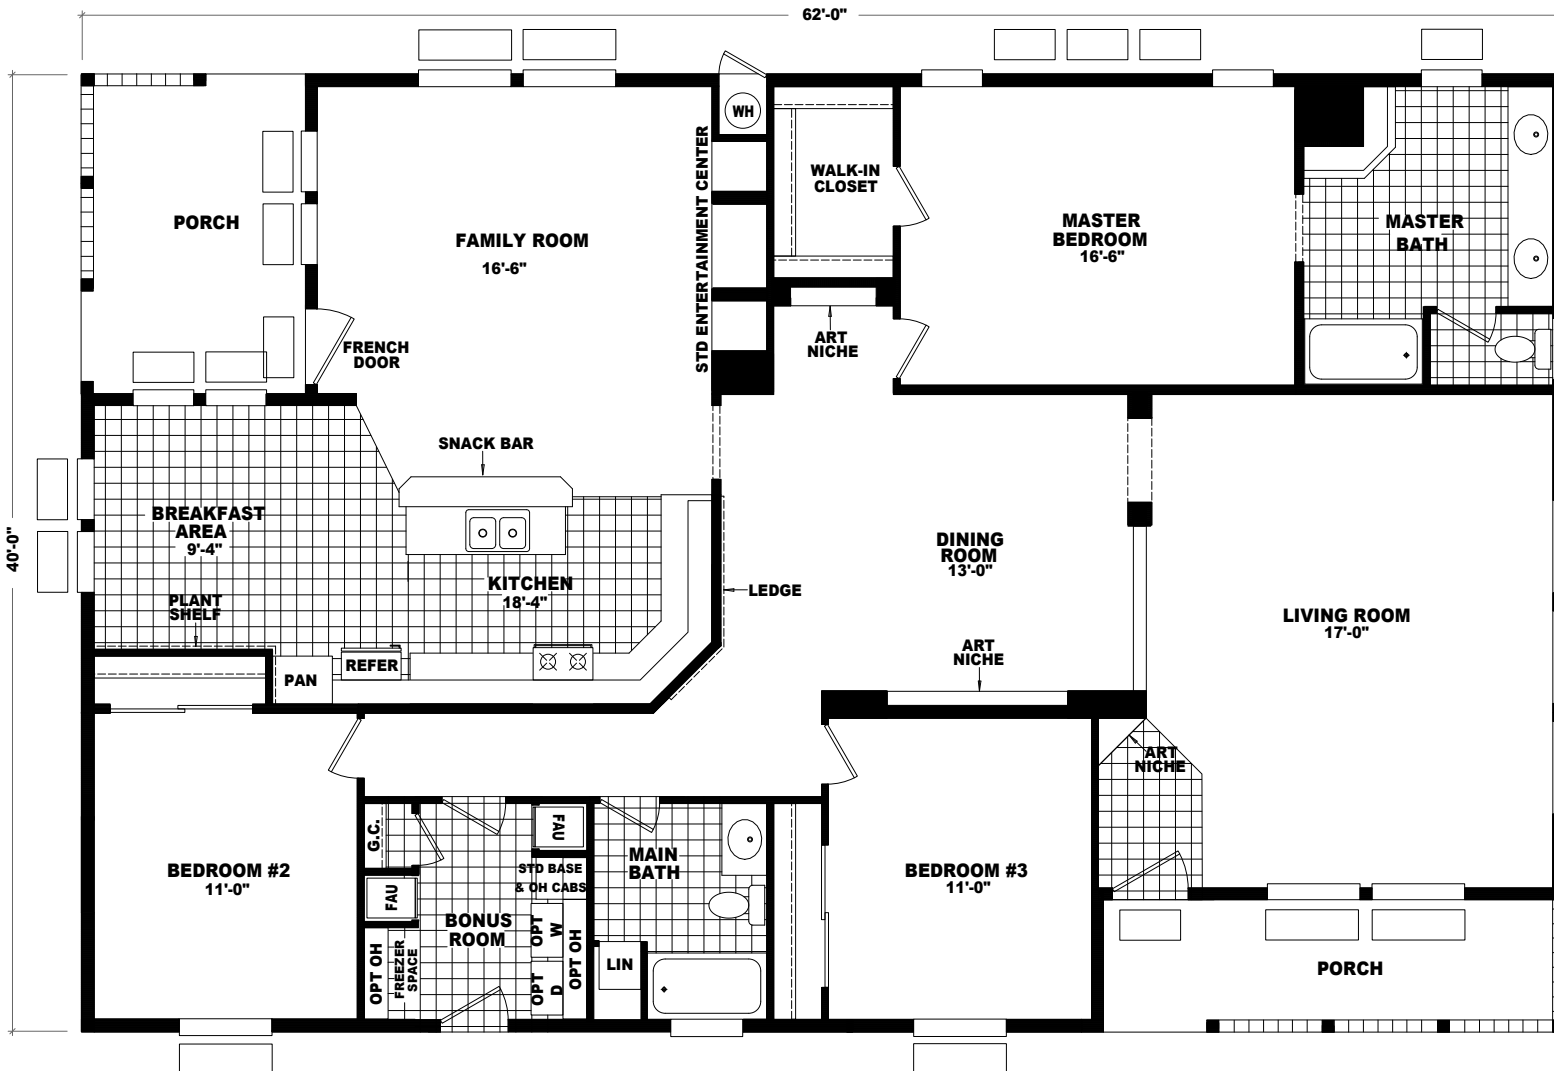 62'-0"
40'-0"
PORCH
FAMILY ROOM
16'-6"
STD ENTERTAINMENT CENTER
WH
WALK-IN
CLOSET
MASTER
BEDROOM
16'-6"
MASTER
BATH
FRENCH
DOOR
ART
NICHE
SNACK BAR
BREAKFAST
AREA
9'-4"
PLANT
SHELF
KITCHEN
18'-4"
LEDGE
DINING
ROOM
13'-0"
LIVING ROOM
17'-0"
ART
NICHE
PAN
REFER
ART
NICHE
BEDROOM #2
11'-0"
G.C.
FAU
FAU
STD BASE
& OH CABS
BONUS
ROOM
OPT OH
FREEZER
SPACE
OPT
W
OPT
D
OPT OH
MAIN
BATH
LIN
BEDROOM #3
11'-0"
PORCH